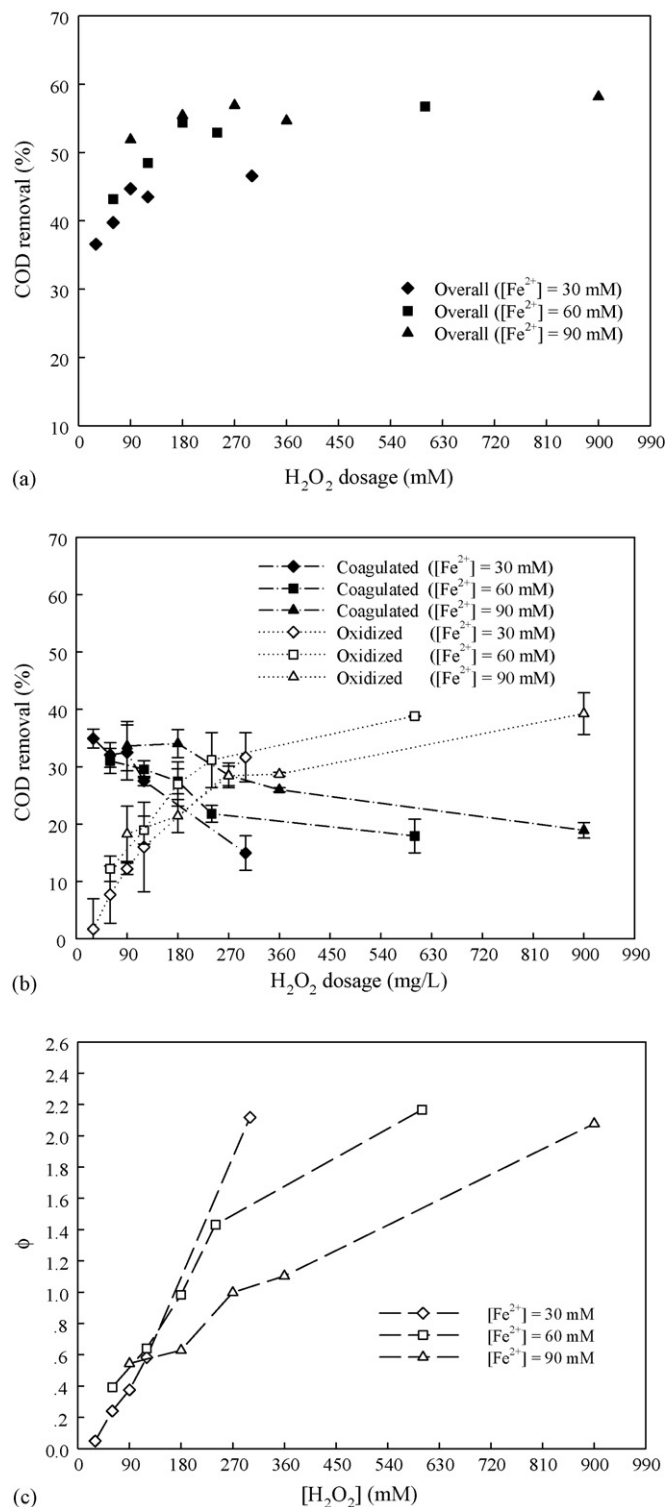 70
60
50
40
30
20
10
COD removal (%)
Overall ([Fe²⁺] = 30 mM)
Overall ([Fe²⁺] = 60 mM)
Overall ([Fe²⁺] = 90 mM)
0 90 180 270 360 450 540 630 720 810 900 990
(a)
H₂O₂ dosage (mM)
70
60
50
40
30
20
10
0
COD removal (%)
Coagulated ([Fe²⁺] = 30 mM)
Coagulated ([Fe²⁺] = 60 mM)
Coagulated ([Fe²⁺] = 90 mM)
Oxidized ([Fe²⁺] = 30 mM)
Oxidized ([Fe²⁺] = 60 mM)
Oxidized ([Fe²⁺] = 90 mM)
0 90 180 270 360 450 540 630 720 810 900 990
(b)
H₂O₂ dosage (mg/L)
2.6
2.4
2.2
2.0
1.8
1.6
1.4
1.2
1.0
.8
.6
.4
.2
0.0
ϕ
[Fe²⁺] = 30 mM
[Fe²⁺] = 60 mM
[Fe²⁺] = 90 mM
0 90 180 270 360 450 540 630 720 810 900 990
(c)
[H₂O₂] (mM)